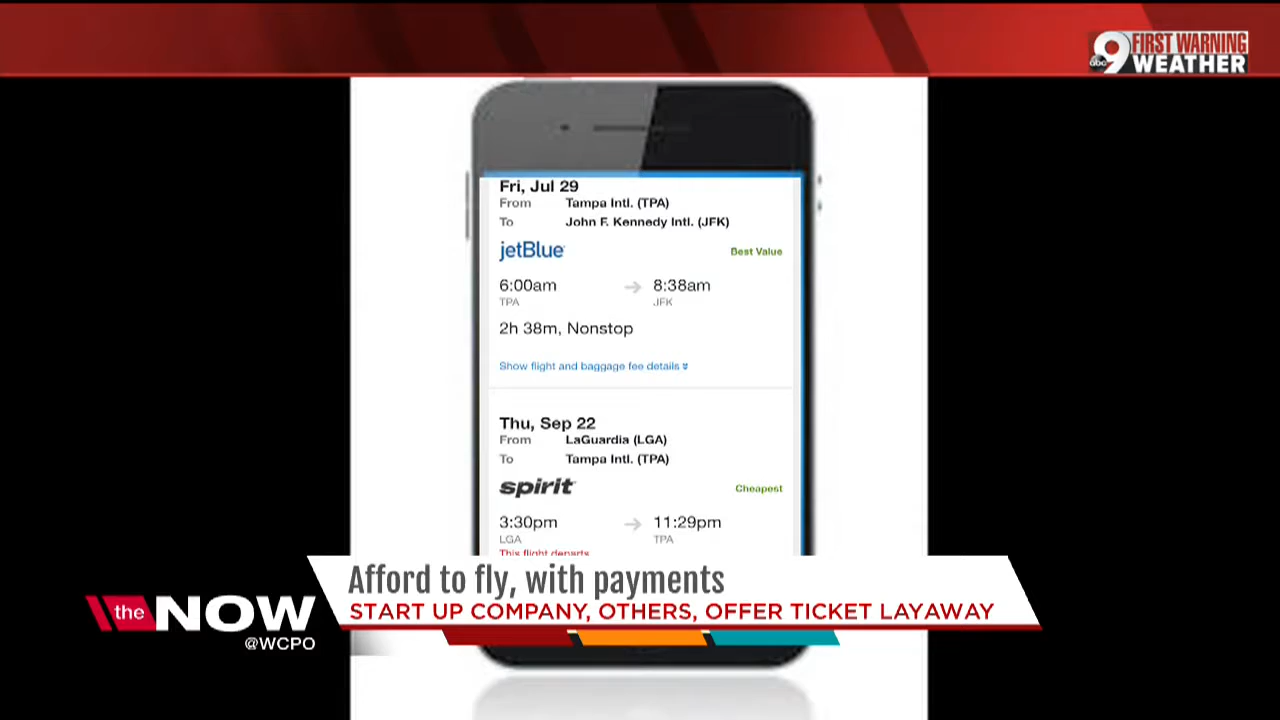 abc 9 FIRST WARNING
WEATHER
Fri, Jul 29
From Tampa Intl. (TPA)
To John F. Kennedy Intl. (JFK)
jetBlue
Best Value
6:00am → 8:38am
TPA JFK
2h 38m, Nonstop
Show flight and baggage fee details
Thu, Sep 22
From LaGuardia (LGA)
To Tampa Intl. (TPA)
spirit
Cheapest
3:30pm → 11:29pm
LGA TPA
This flight departs
Afford to fly, with payments
START UP COMPANY, OTHERS, OFFER TICKET LAYAWAY
the NOW
@WCPO